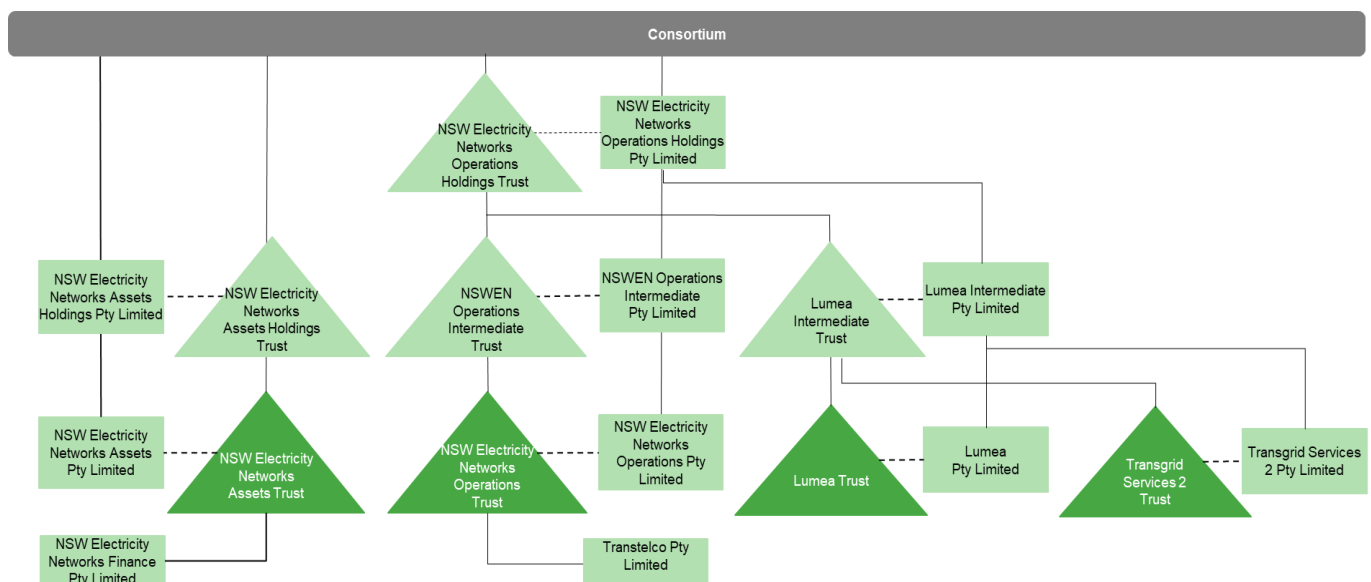 Consortium
NSW Electricity
Networks
Operations
Holdings Trust
NSW Electricity
Networks
Operations Holdings
Pty Limited
NSW Electricity
Networks Assets
Holdings Pty Limited
NSW Electricity
Networks
Assets Holdings
Trust
NSWEN
Operations
Intermediate
Trust
NSWEN Operations
Intermediate
Pty Limited
Lumea
Intermediate
Trust
Lumea Intermediate
Pty Limited
NSW Electricity
Networks Assets
Pty Limited
NSW Electricity
Networks
Assets Trust
NSW Electricity
Networks
Operations
Trust
NSW Electricity
Networks
Operations Pty
Limited
Lumea Trust
Lumea
Pty Limited
Transgrid
Services 2
Trust
Transgrid Services
2 Pty Limited
NSW Electricity
Networks Finance
Pty Limited
Transtelco Pty
Limited